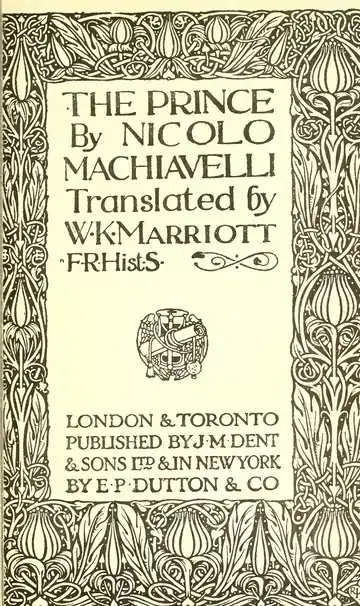 THE PRINCE
By NICOLO
MACHIAVELLI
Translated by
W·K·MARRIOTT
F·R·Hist·S·
LONDON & TORONTO
PUBLISHED BY J·M·DENT
& SONS LTD & IN NEW YORK
BY E·P·DUTTON & CO